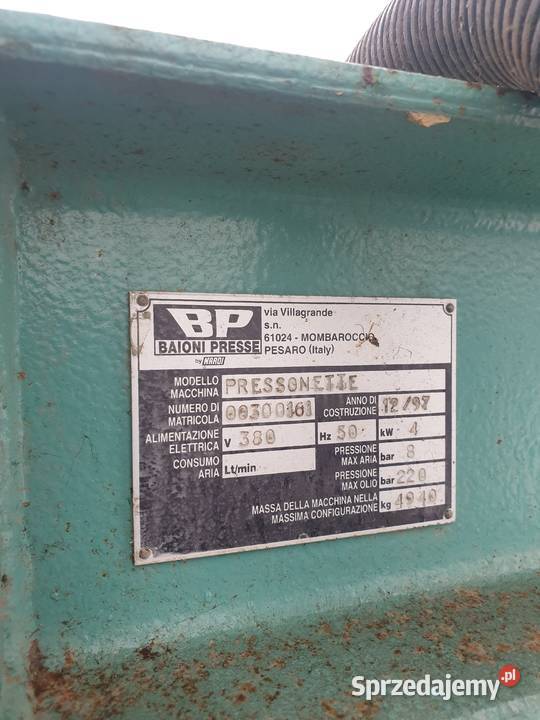 BP
BAIONI PRESSE
by NARDI
via Villagrande
s.n.
61024 - MOMBAROCCIO
PESARO (Italy)
MODELLO MACCHINA PRESSONETTE
NUMERO DI MATRICOLA 00300161 ANNO DI COSTRUZIONE 12/97
ALIMENTAZIONE ELETTRICA V 380 Hz 50 kW 4
CONSUMO ARIA Lt/min PRESSIONE MAX ARIA bar 8
PRESSIONE MAX OLIO bar 220
MASSA DELLA MACCHINA NELLA MASSIMA CONFIGURAZIONE kg 4940
Sprzedajemy.pl